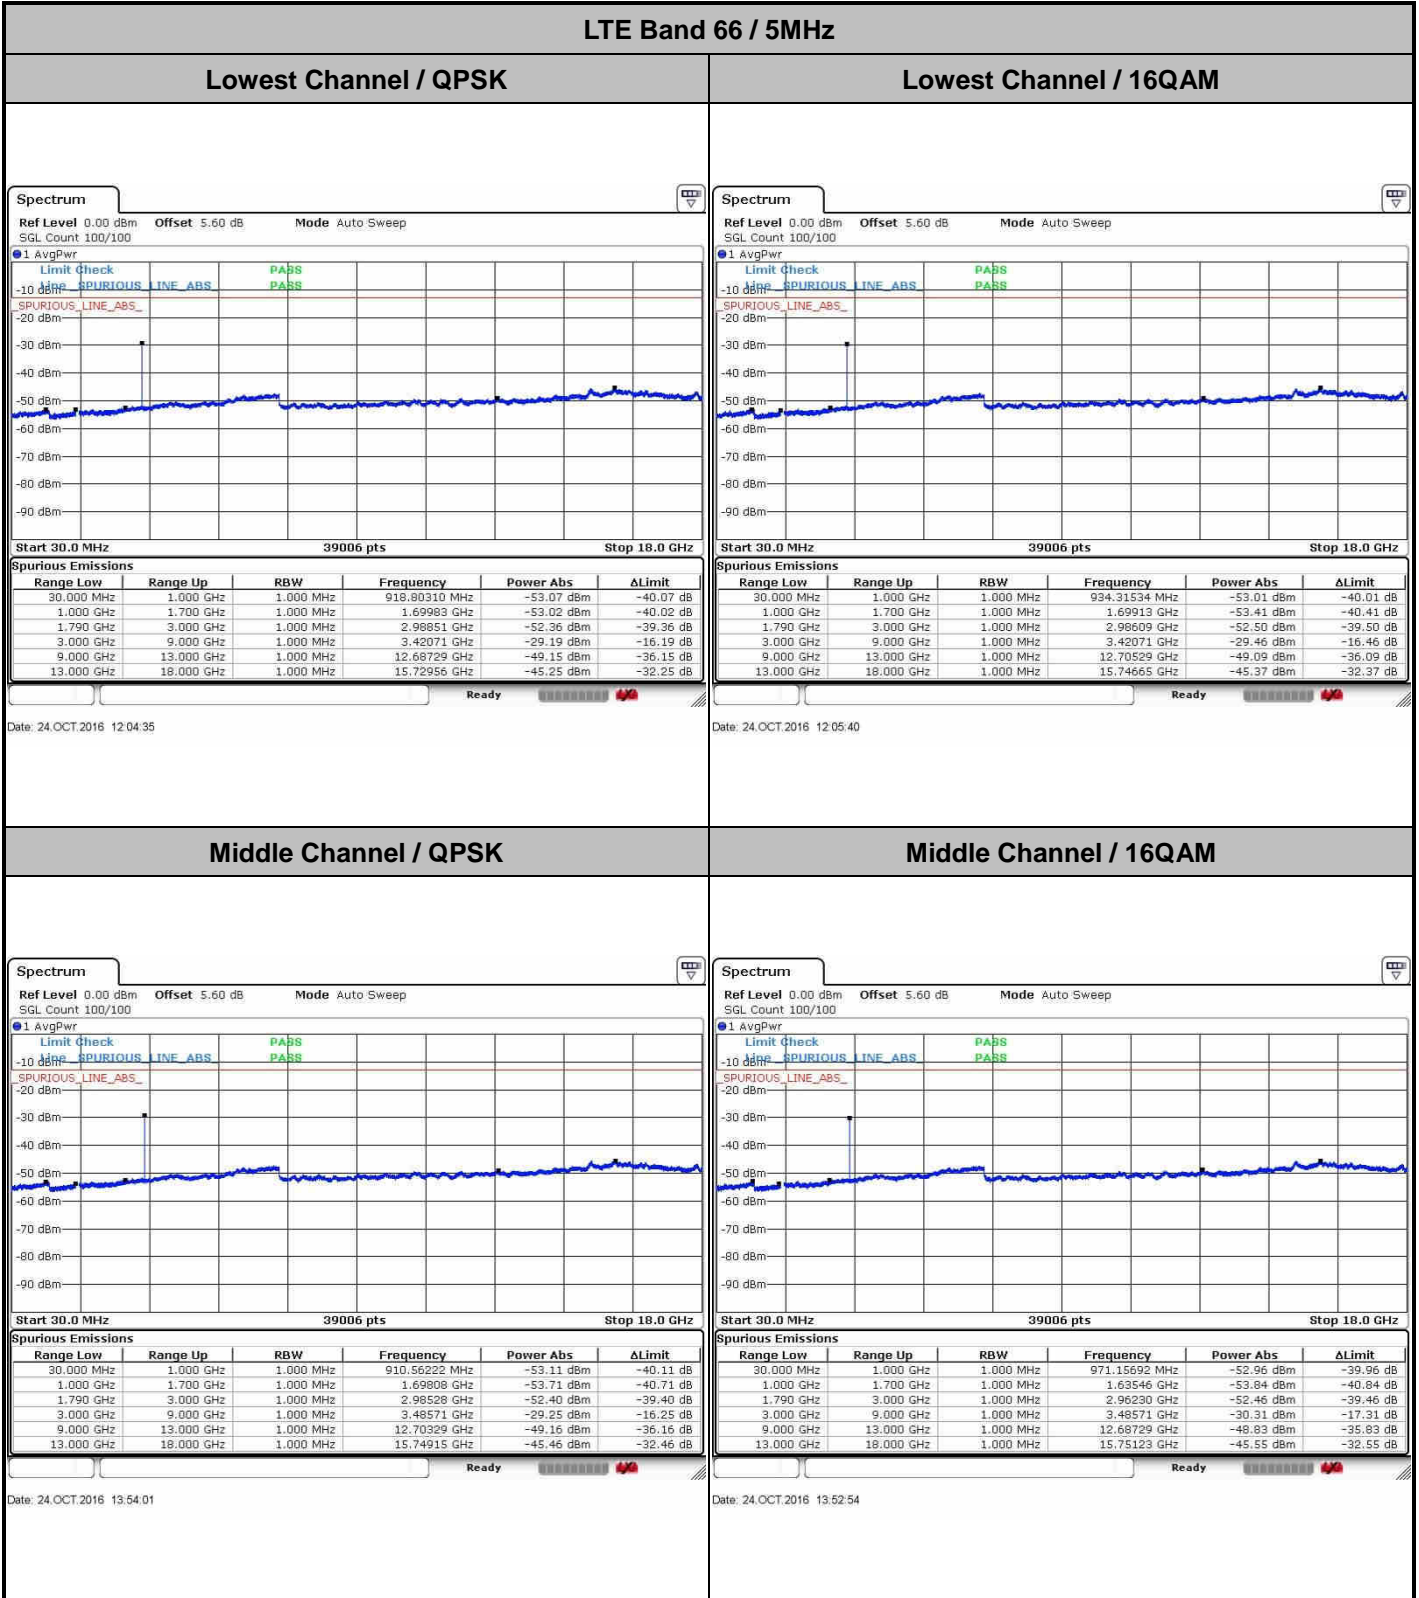 LTE Band 66 / 5MHz
Lowest Channel / QPSK
Lowest Channel / 16QAM
Spectrum
Ref Level 0.00 dBm Offset 5.60 dB Mode Auto Sweep
SGL Count 100/100
1 AvgPwr
Limit Check PASS
Line _SPURIOUS_LINE_ABS_ PASS
-10 dBm
_SPURIOUS_LINE_ABS_
-20 dBm
-30 dBm
-40 dBm
-50 dBm
-60 dBm
-70 dBm
-80 dBm
-90 dBm
Start 30.0 MHz 39006 pts Stop 18.0 GHz
Spurious Emissions
Range Low Range Up RBW Frequency Power Abs ΔLimit
30.000 MHz 1.000 GHz 1.000 MHz 918.80310 MHz -53.07 dBm -40.07 dB
1.000 GHz 1.700 GHz 1.000 MHz 1.69983 GHz -53.02 dBm -40.02 dB
1.790 GHz 3.000 GHz 1.000 MHz 2.98851 GHz -52.36 dBm -39.36 dB
3.000 GHz 9.000 GHz 1.000 MHz 3.42071 GHz -29.19 dBm -16.19 dB
9.000 GHz 13.000 GHz 1.000 MHz 12.68729 GHz -49.15 dBm -36.15 dB
13.000 GHz 18.000 GHz 1.000 MHz 15.72956 GHz -45.25 dBm -32.25 dB
Ready
Date: 24.OCT.2016 12:04:35
Spectrum
Ref Level 0.00 dBm Offset 5.60 dB Mode Auto Sweep
SGL Count 100/100
1 AvgPwr
Limit Check PASS
Line _SPURIOUS_LINE_ABS_ PASS
-10 dBm
_SPURIOUS_LINE_ABS_
-20 dBm
-30 dBm
-40 dBm
-50 dBm
-60 dBm
-70 dBm
-80 dBm
-90 dBm
Start 30.0 MHz 39006 pts Stop 18.0 GHz
Spurious Emissions
Range Low Range Up RBW Frequency Power Abs ΔLimit
30.000 MHz 1.000 GHz 1.000 MHz 934.31534 MHz -53.01 dBm -40.01 dB
1.000 GHz 1.700 GHz 1.000 MHz 1.69913 GHz -53.41 dBm -40.41 dB
1.790 GHz 3.000 GHz 1.000 MHz 2.98609 GHz -52.50 dBm -39.50 dB
3.000 GHz 9.000 GHz 1.000 MHz 3.42071 GHz -29.46 dBm -16.46 dB
9.000 GHz 13.000 GHz 1.000 MHz 12.70529 GHz -49.09 dBm -36.09 dB
13.000 GHz 18.000 GHz 1.000 MHz 15.74665 GHz -45.37 dBm -32.37 dB
Ready
Date: 24.OCT.2016 12:05:40
Middle Channel / QPSK
Middle Channel / 16QAM
Spectrum
Ref Level 0.00 dBm Offset 5.60 dB Mode Auto Sweep
SGL Count 100/100
1 AvgPwr
Limit Check PASS
Line _SPURIOUS_LINE_ABS_ PASS
-10 dBm
_SPURIOUS_LINE_ABS_
-20 dBm
-30 dBm
-40 dBm
-50 dBm
-60 dBm
-70 dBm
-80 dBm
-90 dBm
Start 30.0 MHz 39006 pts Stop 18.0 GHz
Spurious Emissions
Range Low Range Up RBW Frequency Power Abs ΔLimit
30.000 MHz 1.000 GHz 1.000 MHz 910.56222 MHz -53.11 dBm -40.11 dB
1.000 GHz 1.700 GHz 1.000 MHz 1.69808 GHz -53.71 dBm -40.71 dB
1.790 GHz 3.000 GHz 1.000 MHz 2.98528 GHz -52.40 dBm -39.40 dB
3.000 GHz 9.000 GHz 1.000 MHz 3.48571 GHz -29.25 dBm -16.25 dB
9.000 GHz 13.000 GHz 1.000 MHz 12.70329 GHz -49.16 dBm -36.16 dB
13.000 GHz 18.000 GHz 1.000 MHz 15.74915 GHz -45.46 dBm -32.46 dB
Ready
Date: 24.OCT.2016 13:54:01
Spectrum
Ref Level 0.00 dBm Offset 5.60 dB Mode Auto Sweep
SGL Count 100/100
1 AvgPwr
Limit Check PASS
Line _SPURIOUS_LINE_ABS_ PASS
-10 dBm
_SPURIOUS_LINE_ABS_
-20 dBm
-30 dBm
-40 dBm
-50 dBm
-60 dBm
-70 dBm
-80 dBm
-90 dBm
Start 30.0 MHz 39006 pts Stop 18.0 GHz
Spurious Emissions
Range Low Range Up RBW Frequency Power Abs ΔLimit
30.000 MHz 1.000 GHz 1.000 MHz 971.15692 MHz -52.96 dBm -39.96 dB
1.000 GHz 1.700 GHz 1.000 MHz 1.63546 GHz -53.84 dBm -40.84 dB
1.790 GHz 3.000 GHz 1.000 MHz 2.96230 GHz -52.46 dBm -39.46 dB
3.000 GHz 9.000 GHz 1.000 MHz 3.48571 GHz -30.31 dBm -17.31 dB
9.000 GHz 13.000 GHz 1.000 MHz 12.68729 GHz -48.83 dBm -35.83 dB
13.000 GHz 18.000 GHz 1.000 MHz 15.75123 GHz -45.55 dBm -32.55 dB
Ready
Date: 24.OCT.2016 13:52:54